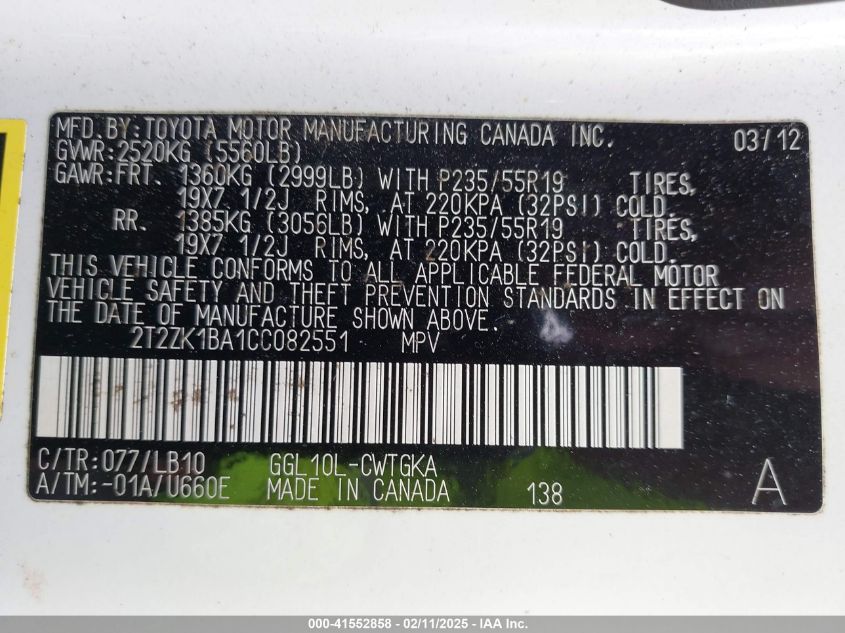 MFD.BY:TOYOTA MOTOR MANUFACTURING CANADA INC. 03/12
GVWR:2520KG (5560LB)
GAWR:FRT. 1360KG (2999LB) WITH P235/55R19 TIRES,
19X7 1/2J RIMS, AT 220KPA (32PSI) COLD.
RR. 1385KG (3056LB) WITH P235/55R19 TIRES,
19X7 1/2J RIMS, AT 220KPA (32PSI) COLD.
THIS VEHICLE CONFORMS TO ALL APPLICABLE FEDERAL MOTOR
VEHICLE SAFETY AND THEFT PREVENTION STANDARDS IN EFFECT ON
THE DATE OF MANUFACTURE SHOWN ABOVE.
2T2ZK1BA1CC082551 MPV
C/TR:077/LB10 GGL10L-CWTGKA
A/TM:-01A/U660E MADE IN CANADA 138 A
000-41552858 - 02/11/2025 - IAA Inc.